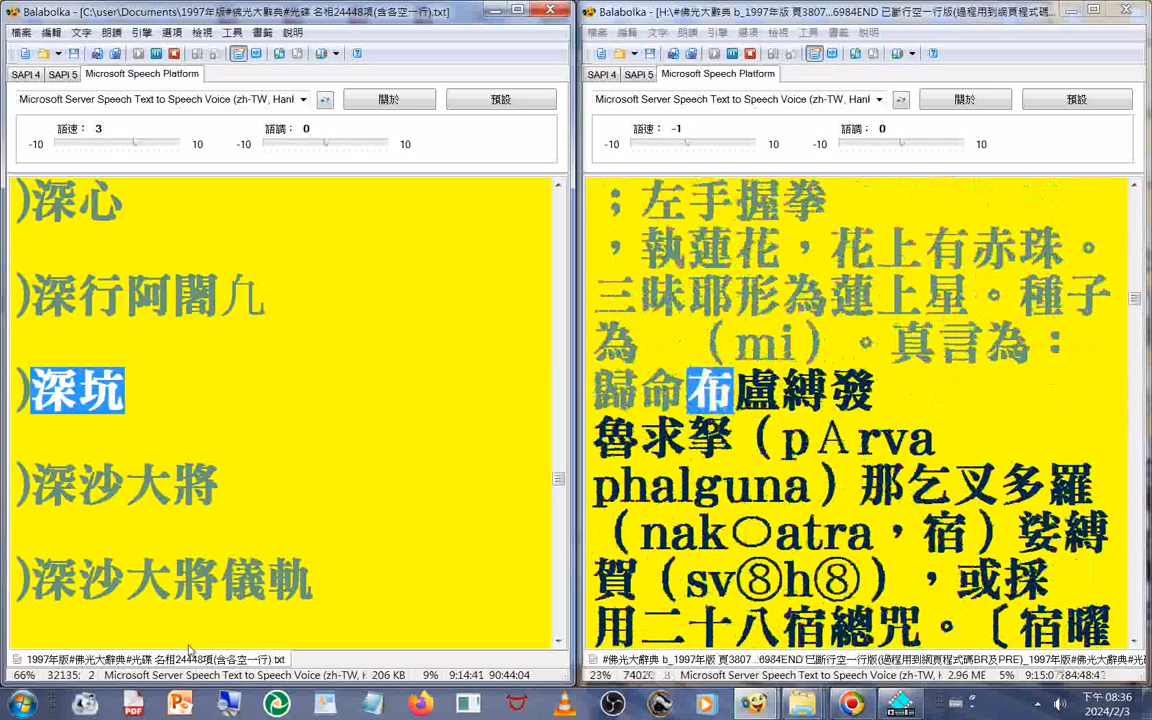 Balabolka - [C:\user\Documents\1997年版#佛光大辭典#光碟 名相24448項(含各空一行).txt]
檔案 編輯 文字 朗讀 引擎 選項 檢視 工具 書籤 說明
SAPI 4 SAPI 5 Microsoft Speech Platform
Microsoft Server Speech Text to Speech Voice (zh-TW, Hanl
關於 預設
語速： 3 語調： 0
-10 10 -10 10
)深心
)深行阿闍凢
)深坑
)深沙大將
)深沙大將儀軌
1997年版#佛光大辭典#光碟 名相24448項(含各空一行).txt
66% 32135: 2 Microsoft Server Speech Text to Speech Voice (zh-TW, H 206 KB 9% 9:14:41 90:44:04
Balabolka - [H:\#佛光大辭典 b_1997年版 頁3807...6984END 已斷行空一行版(過程用到網頁程式碼...
檔案 編輯 文字 朗讀 引擎 選項 檢視 工具 書籤 說明
SAPI 4 SAPI 5 Microsoft Speech Platform
Microsoft Server Speech Text to Speech Voice (zh-TW, Hanl
關於 預設
語速： -1 語調： 0
-10 10 -10 10
；左手握拳
，執蓮花，花上有赤珠。
三昧耶形為蓮上星。種子
為 （mi）。真言為：
歸命布盧縛發
魯求拏（pＡrva
phalguna）那乞叉多羅
（nak○atra，宿）娑縛
賀（sv⑧h⑧），或採
用二十八宿總咒。〔宿曜
#佛光大辭典 b_1997年版 頁3807...6984END 已斷行空一行版(過程用到網頁程式碼BR及PRE)_1997年版#光
23% Microsoft Server Speech Text to Speech Voice (zh-TW, H 2.96 MB 5%
下午 08:36
2024/2/3